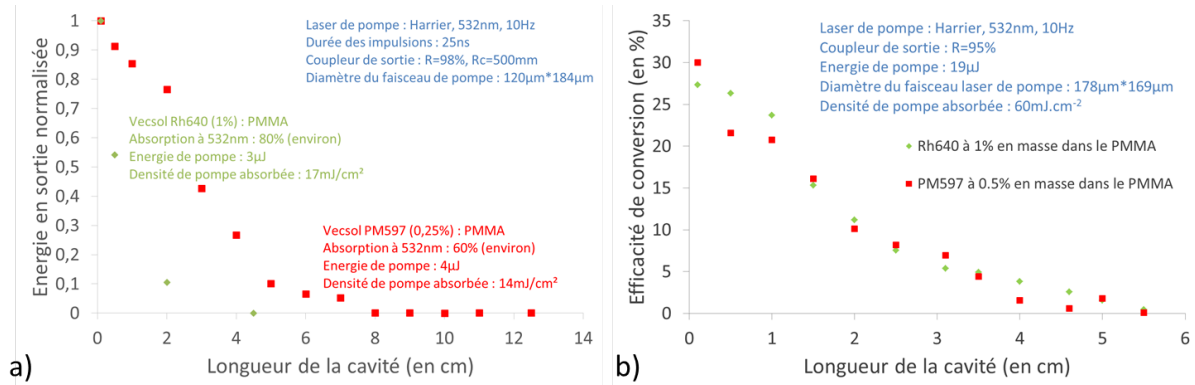 Energie en sortie normalisée
1
0,9
0,8
0,7
0,6
0,5
0,4
0,3
0,2
0,1
0
Laser de pompe : Harrier, 532nm, 10Hz
Durée des impulsions : 25ns
Coupleur de sortie : R=98%, Rc=500mm
Diamètre du faisceau de pompe : 120µm*184µm
Vecsol Rh640 (1%) : PMMA
Absorption à 532nm : 80% (environ)
Energie de pompe : 3µJ
Densité de pompe absorbée : 17mJ/cm²
Vecsol PM597 (0,25%) : PMMA
Absorption à 532nm : 60% (environ)
Energie de pompe : 4µJ
Densité de pompe absorbée : 14mJ/cm²
0 2 4 6 8 10 12 14
Longueur de la cavité (en cm)
a)
Efficacité de conversion (en %)
35
30
25
20
15
10
5
0
Laser de pompe : Harrier, 532nm, 10Hz
Coupleur de sortie : R=95%
Energie de pompe : 19µJ
Diamètre du faisceau laser de pompe : 178µm*169µm
Densité de pompe absorbée : 60mJ.cm⁻²
Rh640 à 1% en masse dans le PMMA
PM597 à 0.5% en masse dans le PMMA
0 1 2 3 4 5 6
Longueur de la cavité (en cm)
b)